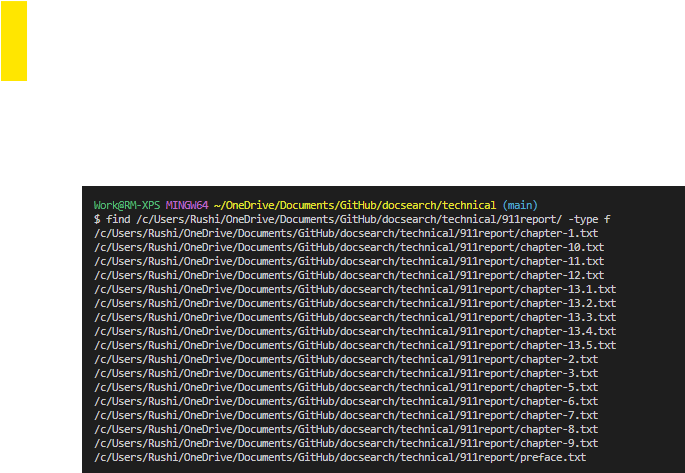 Work@RM-XPS MINGW64 ~/OneDrive/Documents/GitHub/docsearch/technical (main)
$ find /c/Users/Rushi/OneDrive/Documents/GitHub/docsearch/technical/911report/ -type f
/c/Users/Rushi/OneDrive/Documents/GitHub/docsearch/technical/911report/chapter-1.txt
/c/Users/Rushi/OneDrive/Documents/GitHub/docsearch/technical/911report/chapter-10.txt
/c/Users/Rushi/OneDrive/Documents/GitHub/docsearch/technical/911report/chapter-11.txt
/c/Users/Rushi/OneDrive/Documents/GitHub/docsearch/technical/911report/chapter-12.txt
/c/Users/Rushi/OneDrive/Documents/GitHub/docsearch/technical/911report/chapter-13.1.txt
/c/Users/Rushi/OneDrive/Documents/GitHub/docsearch/technical/911report/chapter-13.2.txt
/c/Users/Rushi/OneDrive/Documents/GitHub/docsearch/technical/911report/chapter-13.3.txt
/c/Users/Rushi/OneDrive/Documents/GitHub/docsearch/technical/911report/chapter-13.4.txt
/c/Users/Rushi/OneDrive/Documents/GitHub/docsearch/technical/911report/chapter-13.5.txt
/c/Users/Rushi/OneDrive/Documents/GitHub/docsearch/technical/911report/chapter-2.txt
/c/Users/Rushi/OneDrive/Documents/GitHub/docsearch/technical/911report/chapter-3.txt
/c/Users/Rushi/OneDrive/Documents/GitHub/docsearch/technical/911report/chapter-5.txt
/c/Users/Rushi/OneDrive/Documents/GitHub/docsearch/technical/911report/chapter-6.txt
/c/Users/Rushi/OneDrive/Documents/GitHub/docsearch/technical/911report/chapter-7.txt
/c/Users/Rushi/OneDrive/Documents/GitHub/docsearch/technical/911report/chapter-8.txt
/c/Users/Rushi/OneDrive/Documents/GitHub/docsearch/technical/911report/chapter-9.txt
/c/Users/Rushi/OneDrive/Documents/GitHub/docsearch/technical/911report/preface.txt